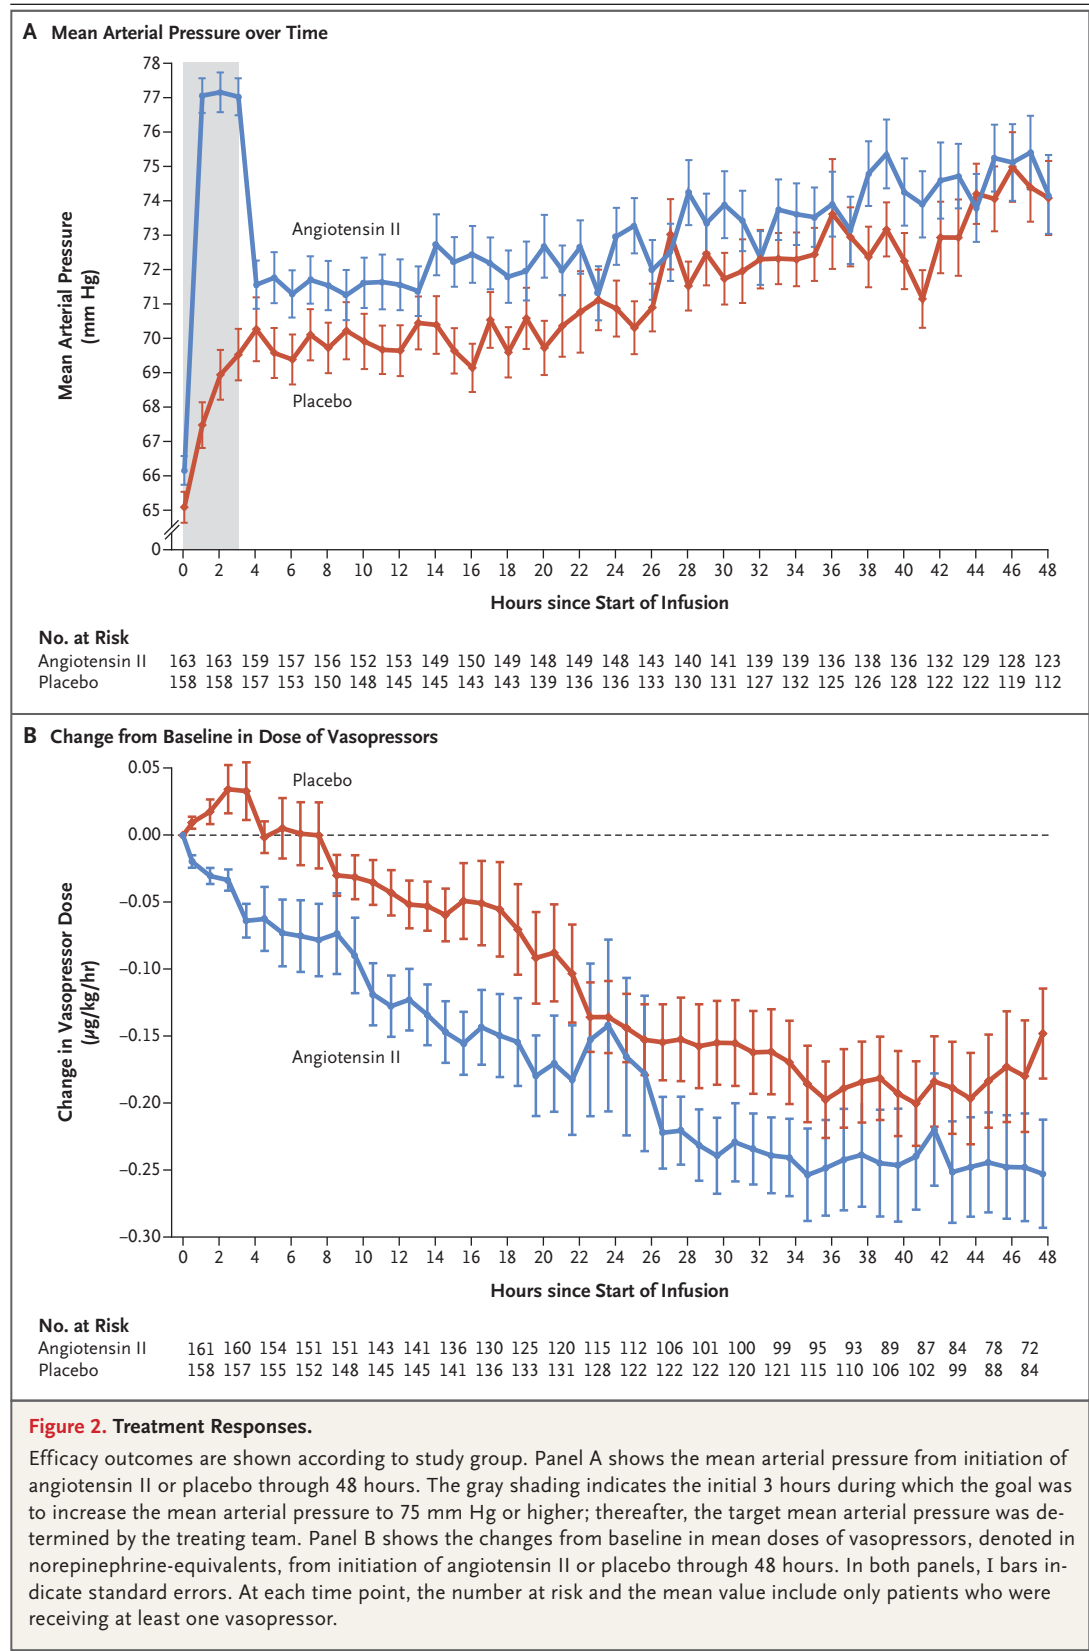 A Mean Arterial Pressure over Time
78
77
76
75
74
73
72
71
70
69
68
67
66
65
0
Mean Arterial Pressure
(mm Hg)
Angiotensin II
Placebo
0 2 4 6 8 10 12 14 16 18 20 22 24 26 28 30 32 34 36 38 40 42 44 46 48
Hours since Start of Infusion
No. at Risk
Angiotensin II 163 163 159 157 156 152 153 149 150 149 148 149 148 143 140 141 139 139 136 138 136 132 129 128 123
Placebo 158 158 157 153 150 148 145 145 143 143 139 136 136 133 130 131 127 132 125 126 128 122 122 119 112
B Change from Baseline in Dose of Vasopressors
0.05
0.00
−0.05
−0.10
−0.15
−0.20
−0.25
−0.30
Change in Vasopressor Dose
(µg/kg/hr)
Placebo
Angiotensin II
0 2 4 6 8 10 12 14 16 18 20 22 24 26 28 30 32 34 36 38 40 42 44 46 48
Hours since Start of Infusion
No. at Risk
Angiotensin II 161 160 154 151 151 143 141 136 130 125 120 115 112 106 101 100 99 95 93 89 87 84 78 72
Placebo 158 157 155 152 148 145 145 141 136 133 131 128 122 122 122 120 121 115 110 106 102 99 88 84
Figure 2. Treatment Responses.
Efficacy outcomes are shown according to study group. Panel A shows the mean arterial pressure from initiation of
angiotensin II or placebo through 48 hours. The gray shading indicates the initial 3 hours during which the goal was
to increase the mean arterial pressure to 75 mm Hg or higher; thereafter, the target mean arterial pressure was de-
termined by the treating team. Panel B shows the changes from baseline in mean doses of vasopressors, denoted in
norepinephrine-equivalents, from initiation of angiotensin II or placebo through 48 hours. In both panels, I bars in-
dicate standard errors. At each time point, the number at risk and the mean value include only patients who were
receiving at least one vasopressor.